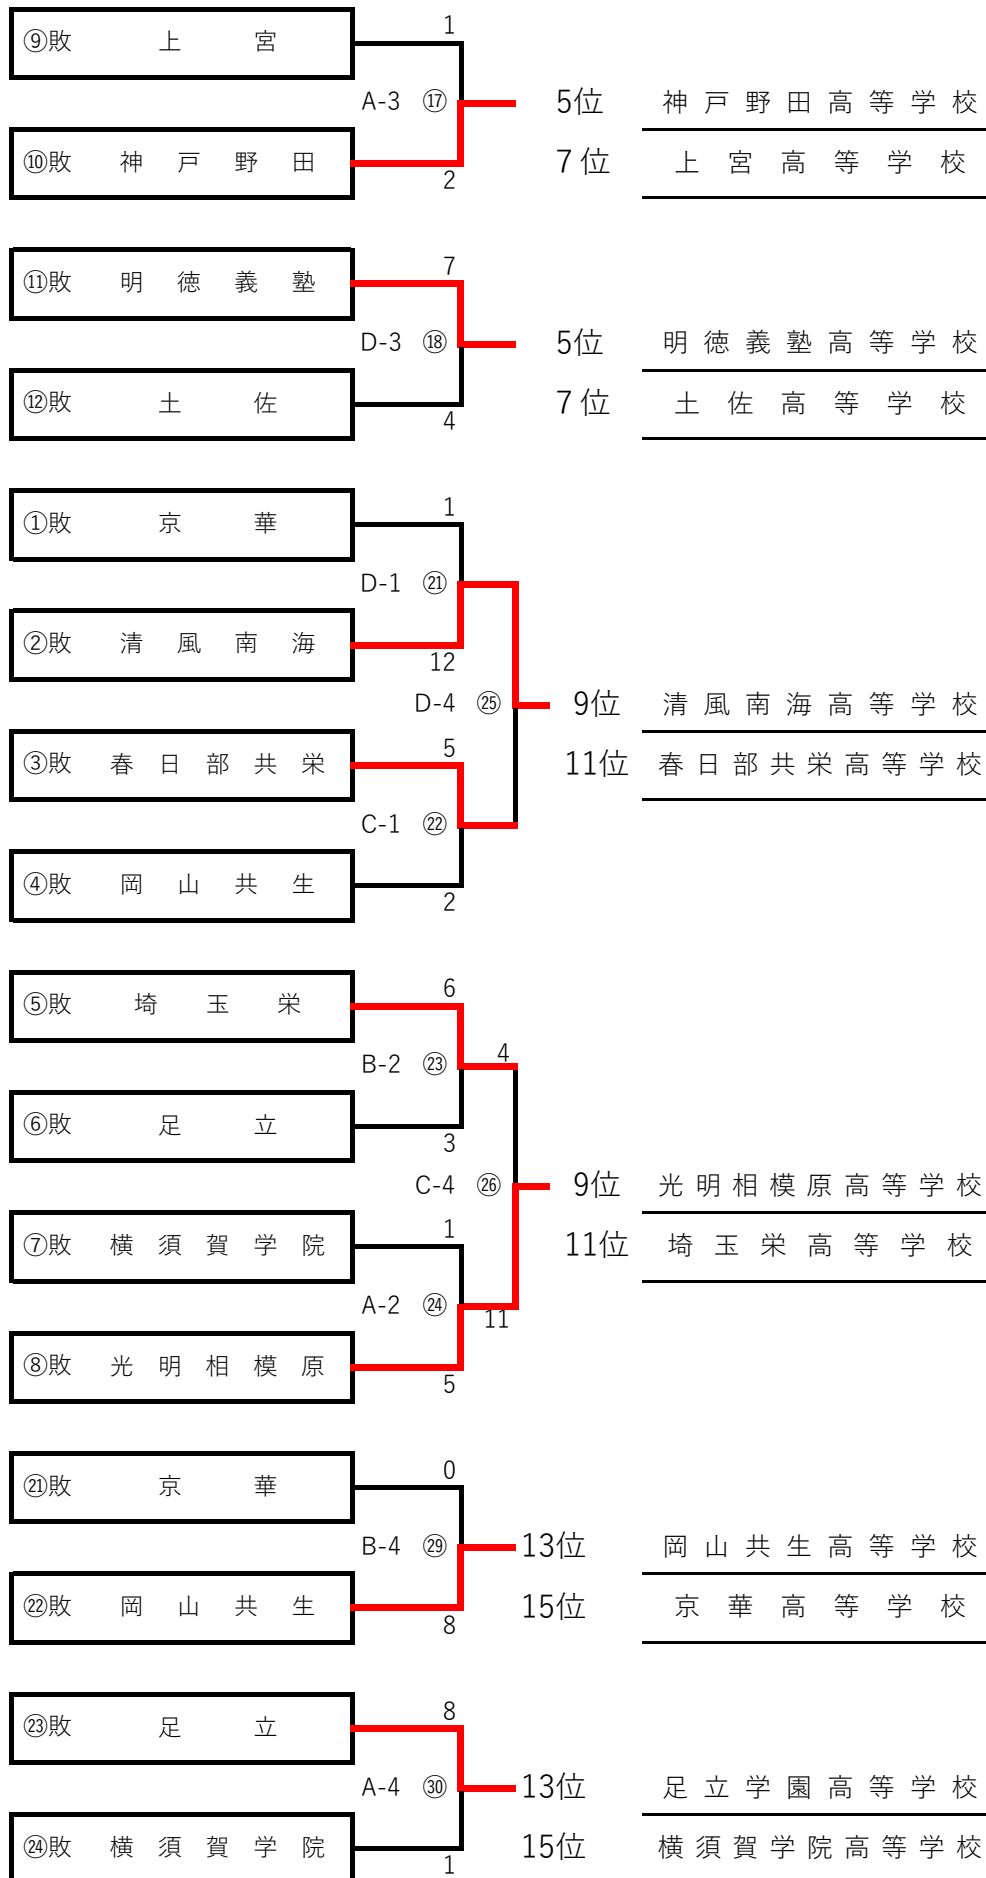 1
⑨敗 上宮
A-3 ⑰ 5位 神戸野田高等学校
⑩敗 神戸野田 7位 上宮高等学校
2
7
⑪敗 明徳義塾
D-3 ⑱ 5位 明徳義塾高等学校
⑫敗 土佐 7位 土佐高等学校
4
1
①敗 京華
D-1 ㉑
②敗 清風南海
12
D-4 ㉕ 9位 清風南海高等学校
5
③敗 春日部共栄 11位 春日部共栄高等学校
C-1 ㉒
④敗 岡山共生
2
6
⑤敗 埼玉栄
B-2 ㉓ 4
⑥敗 足立
3
C-4 ㉖ 9位 光明相模原高等学校
1
⑦敗 横須賀学院 11位 埼玉栄高等学校
A-2 ㉔ 11
⑧敗 光明相模原
5
0
㉑敗 京華
B-4 ㉙ 13位 岡山共生高等学校
㉒敗 岡山共生 15位 京華高等学校
8
8
㉓敗 足立
A-4 ㉚ 13位 足立学園高等学校
㉔敗 横須賀学院 15位 横須賀学院高等学校
1